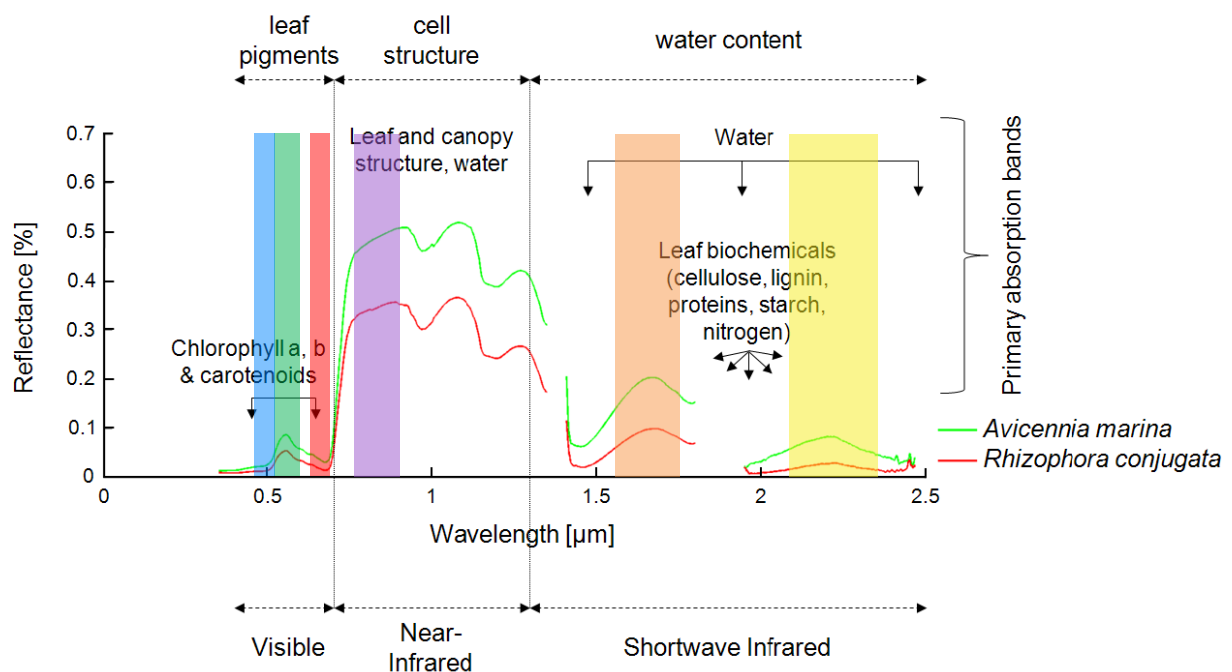 leaf
pigments
cell
structure
water content
0.7
0.6
0.5
0.4
0.3
0.2
0.1
0
Reflectance [%]
Leaf and canopy
structure, water
Water
Leaf biochemicals
(cellulose, lignin,
proteins, starch,
nitrogen)
Chlorophyll a, b
& carotenoids
Primary absorption bands
Avicennia marina
Rhizophora conjugata
0
0.5
1
1.5
2
2.5
Wavelength [µm]
Visible
Near-
Infrared
Shortwave Infrared